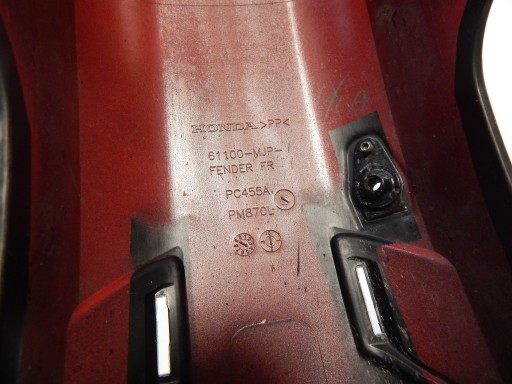 HONDA >PP<
61100-MJP-
FENDER FR
PC455A
PM870L